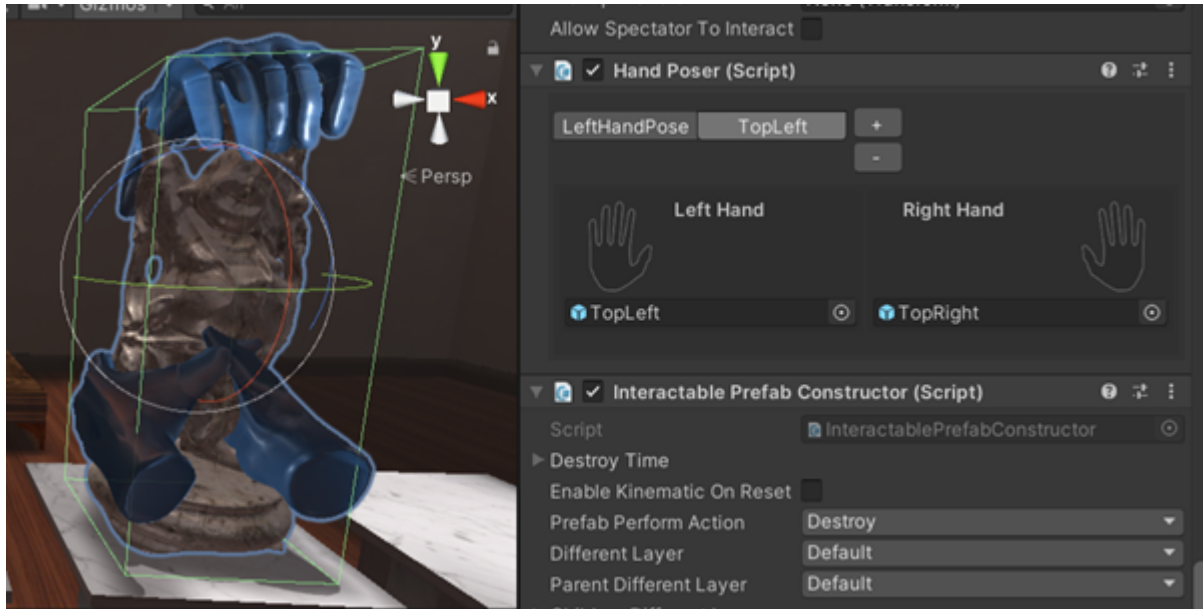 Gizmos
All
y
x
Persp
Allow Spectator To Interact
Hand Poser (Script)
LeftHandPose TopLeft +
-
Left Hand Right Hand
TopLeft TopRight
Interactable Prefab Constructor (Script)
Script InteractablePrefabConstructor
Destroy Time
Enable Kinematic On Reset
Prefab Perform Action Destroy
Different Layer Default
Parent Different Layer Default